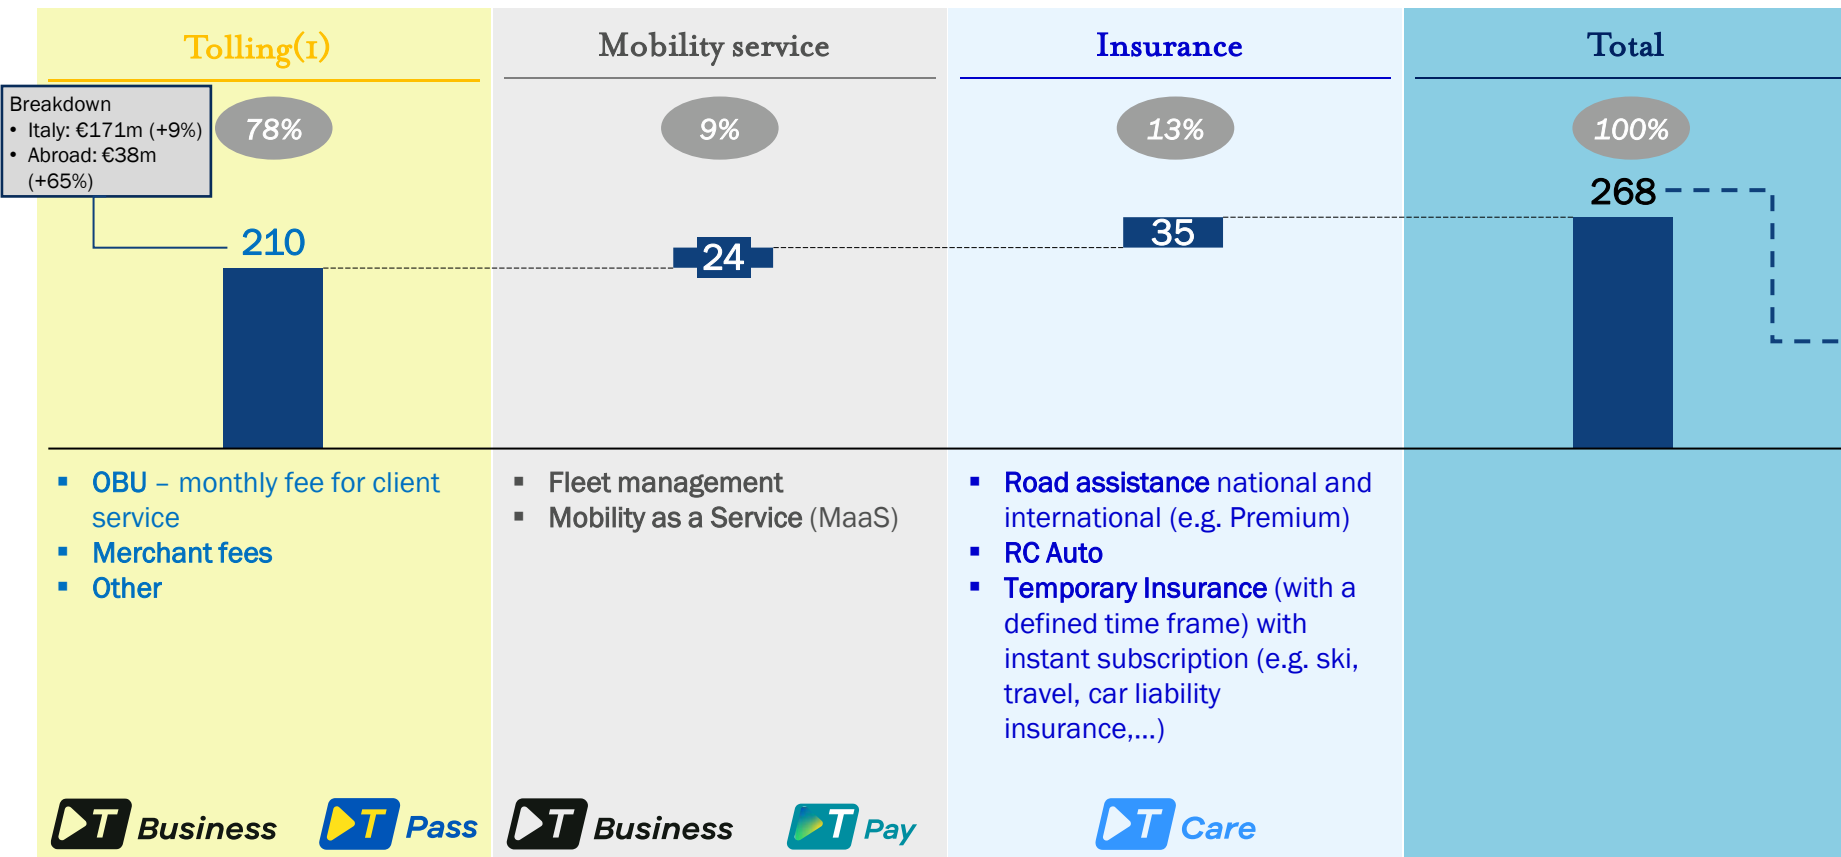 Tolling(1)
Mobility service
Insurance
Total
Breakdown
• Italy: €171m (+9%)
• Abroad: €38m
(+65%)
78%
9%
13%
100%
210
24
35
268
▪ OBU – monthly fee for client
service
▪ Merchant fees
▪ Other
▪ Fleet management
▪ Mobility as a Service (MaaS)
▪ Road assistance national and
international (e.g. Premium)
▪ RC Auto
▪ Temporary Insurance (with a
defined time frame) with
instant subscription (e.g. ski,
travel, car liability
insurance,...)
T Business
T Pass
T Business
T Pay
T Care